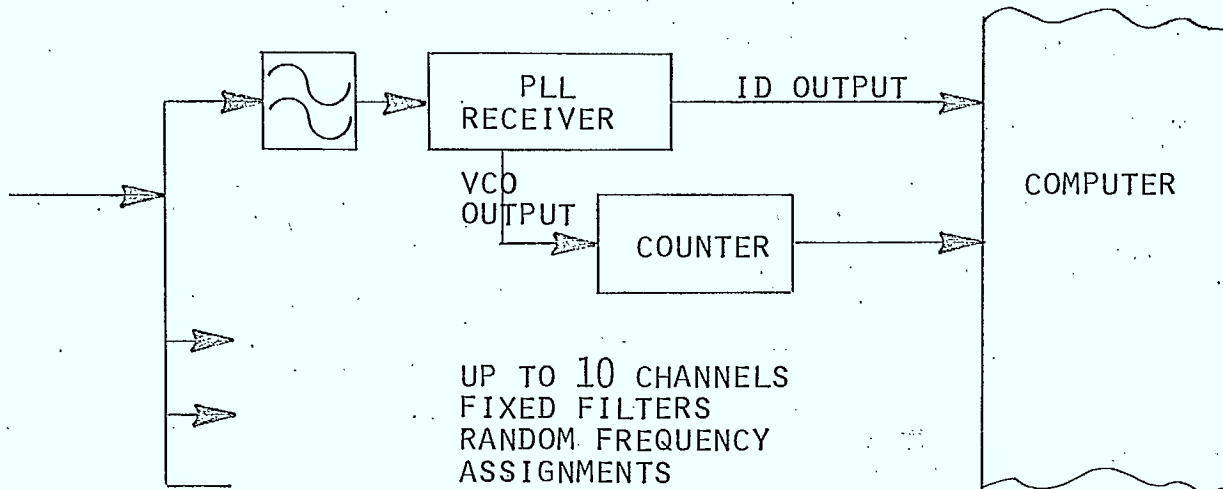 PLL
RECEIVER
ID OUTPUT
COMPUTER
VCO
OUTPUT
COUNTER
UP TO 10 CHANNELS
FIXED FILTERS
RANDOM FREQUENCY
ASSIGNMENTS